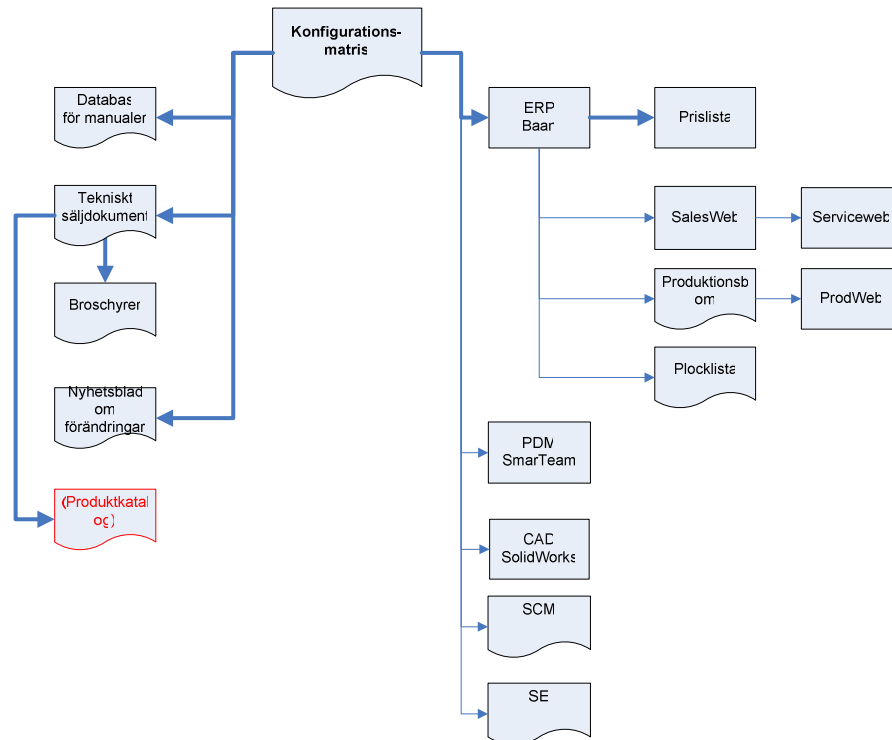 Konfigurations-
matris
Databas
för manualer
ERP
Baan
Prislista
Tekniskt
säljdokument
SalesWeb
Serviceweb
Broschyrer
Produktionsb
om
ProdWeb
Plocklista
Nyhetsblad
om
förändringar
PDM
SmarTeam
(Produktkatal
og)
CAD
SolidWorks
SCM
SE